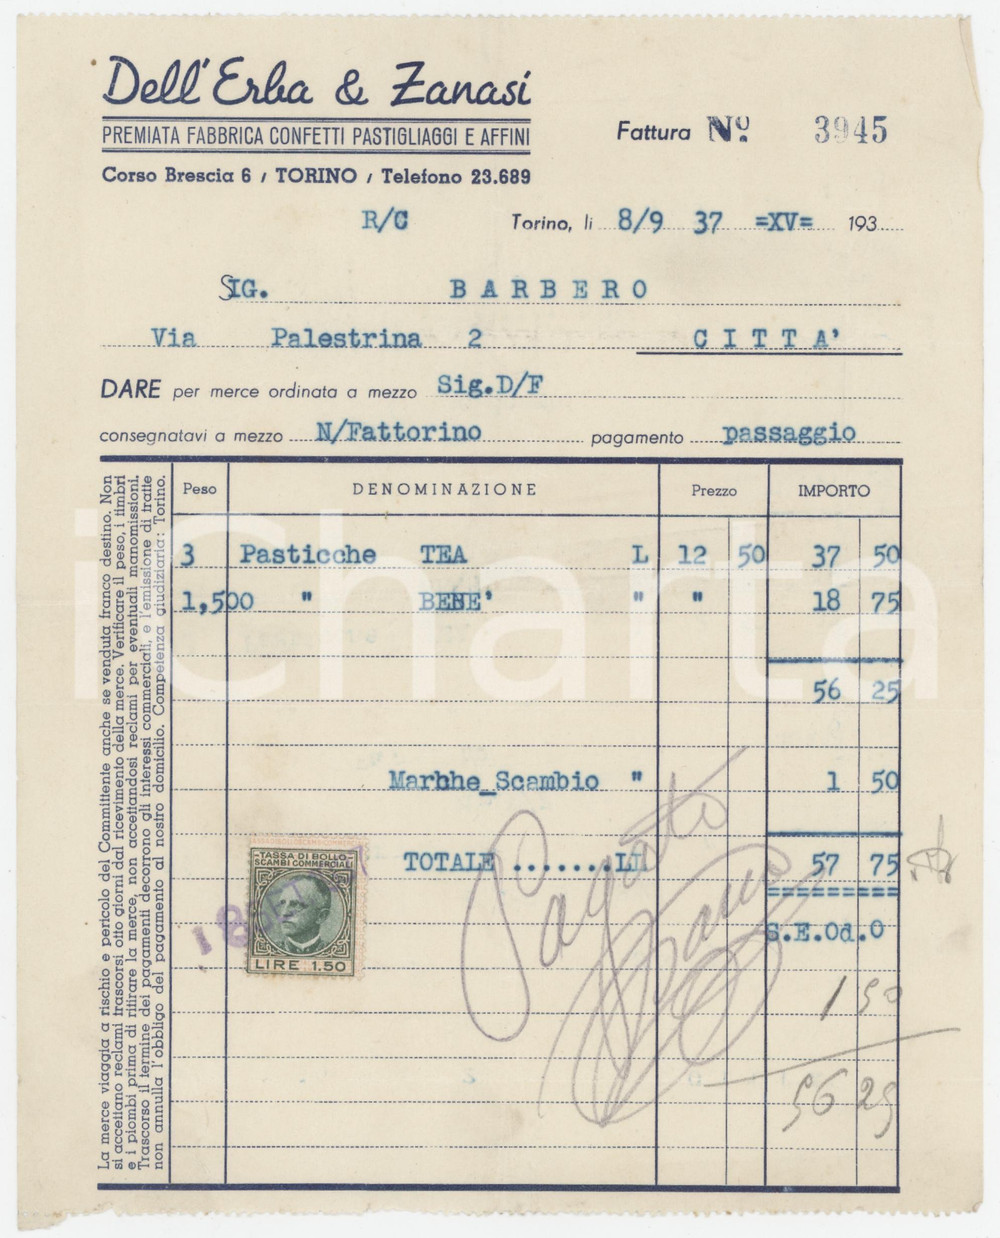 Dell'Erba & Zanasi
PREMIATA FABBRICA CONFETTI PASTIGLIAGGI E AFFINI
Corso Brescia 6 / TORINO / Telefono 23.689
Fattura Nº. 3945
R/C Torino, li 8/9 37 =XV= 193
SIG. BARBERO
Via Palestrina 2 CITTA'
DARE per merce ordinata a mezzo Sig.D/F
consegnatavi a mezzo N/Fattorino pagamento passaggio
Peso DENOMINAZIONE Prezzo IMPORTO
3 Pasticche TEA L 12 50 37 50
1,500 " BENE' " " 18 75
56 25
Marbhe_Scambio " 1 50
TOTALE ........LI 57 75
===========
S.E.Od.O
Pagato
1 50
56 25
TASSA DI BOLLO
SCAMBI COMMERCIALI
LIRE 1.50
La merce viaggia a rischio e pericolo del Committente anche se venduta franco destino. Non
si accettano reclami trascorsi otto giorni dal ricevimento della merce. Verificare il peso, i timbri
e i piombi prima di ritirare la merce, non accettandosi reclami per eventuali manomissioni.
Trascorso il termine dei pagamenti decorrono gli interessi commerciali, e l'emissione di tratte
non annulla l'obbligo del pagamento al nostro domicilio. Competenza giudiziaria: Torino.
iCharta